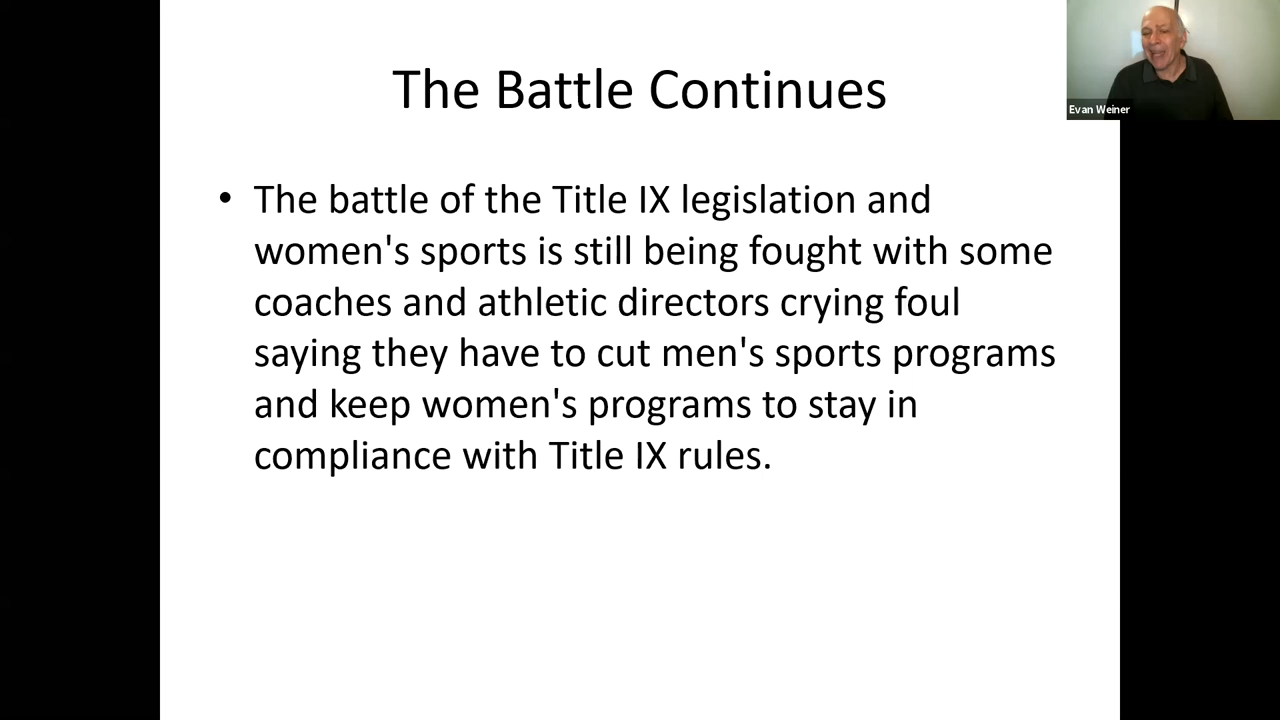 The Battle Continues
• The battle of the Title IX legislation and
women's sports is still being fought with some
coaches and athletic directors crying foul
saying they have to cut men's sports programs
and keep women's programs to stay in
compliance with Title IX rules.
Evan Weiner